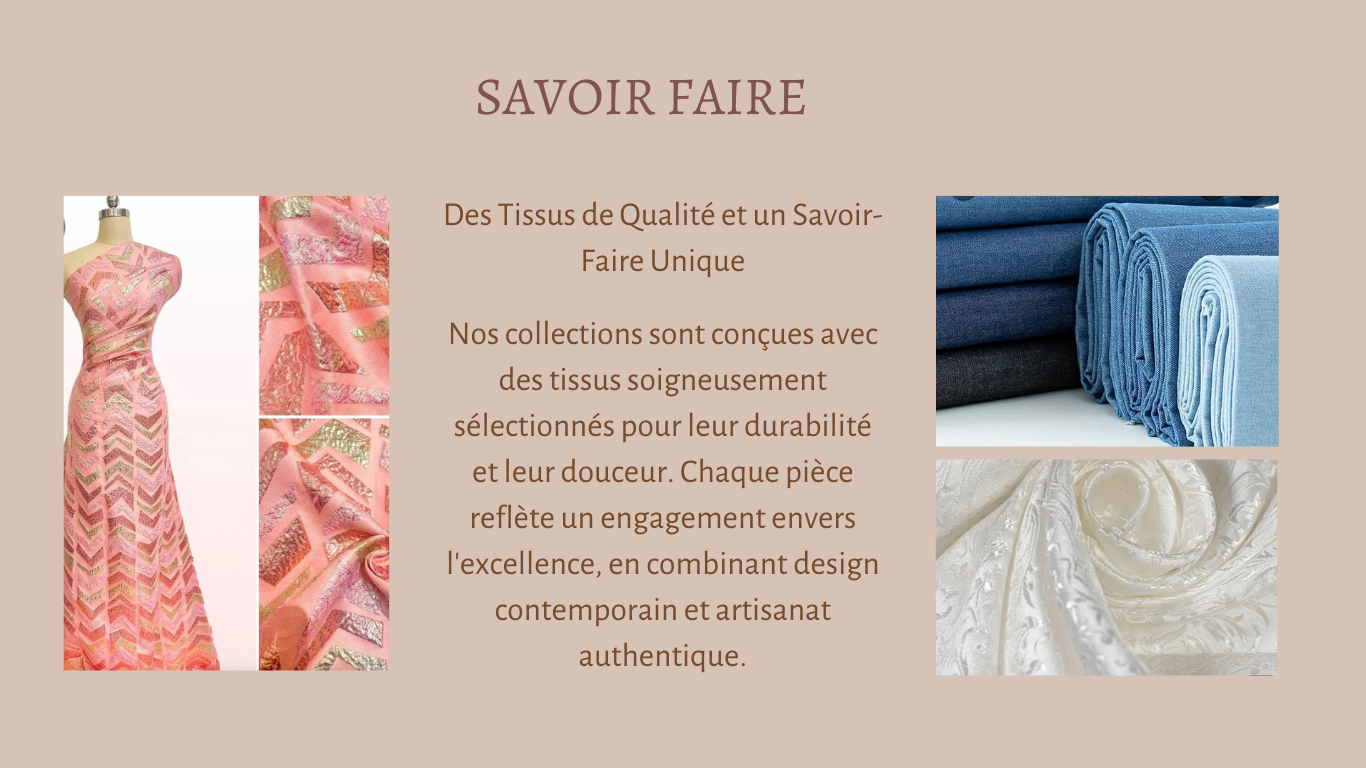 SAVOIR FAIRE
Des Tissus de Qualité et un Savoir-
Faire Unique
Nos collections sont conçues avec
des tissus soigneusement
sélectionnés pour leur durabilité
et leur douceur. Chaque pièce
reflète un engagement envers
l'excellence, en combinant design
contemporain et artisanat
authentique.